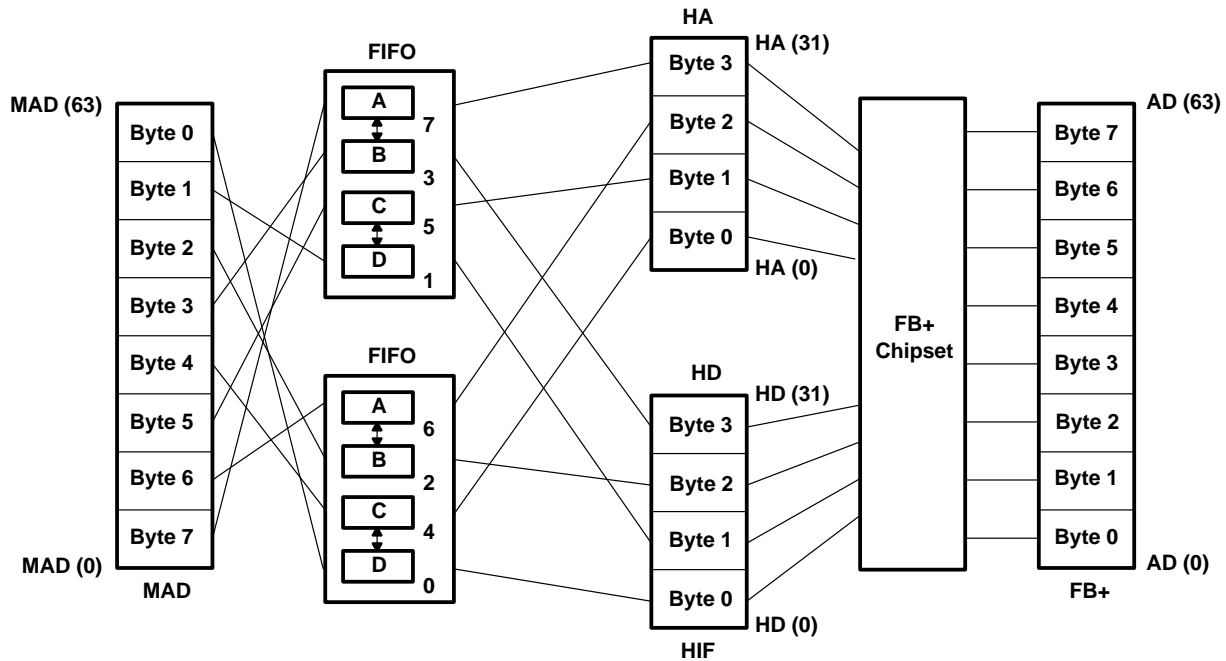 MAD (63)
Byte 0
Byte 1
Byte 2
Byte 3
Byte 4
Byte 5
Byte 6
Byte 7
MAD (0)
MAD
FIFO
A
7
B
3
C
5
D
1
FIFO
A
6
B
2
C
4
D
0
HA
HA (31)
Byte 3
Byte 2
Byte 1
Byte 0
HA (0)
HD
HD (31)
Byte 3
Byte 2
Byte 1
Byte 0
HD (0)
HIF
FB+
Chipset
AD (63)
Byte 7
Byte 6
Byte 5
Byte 4
Byte 3
Byte 2
Byte 1
Byte 0
AD (0)
FB+